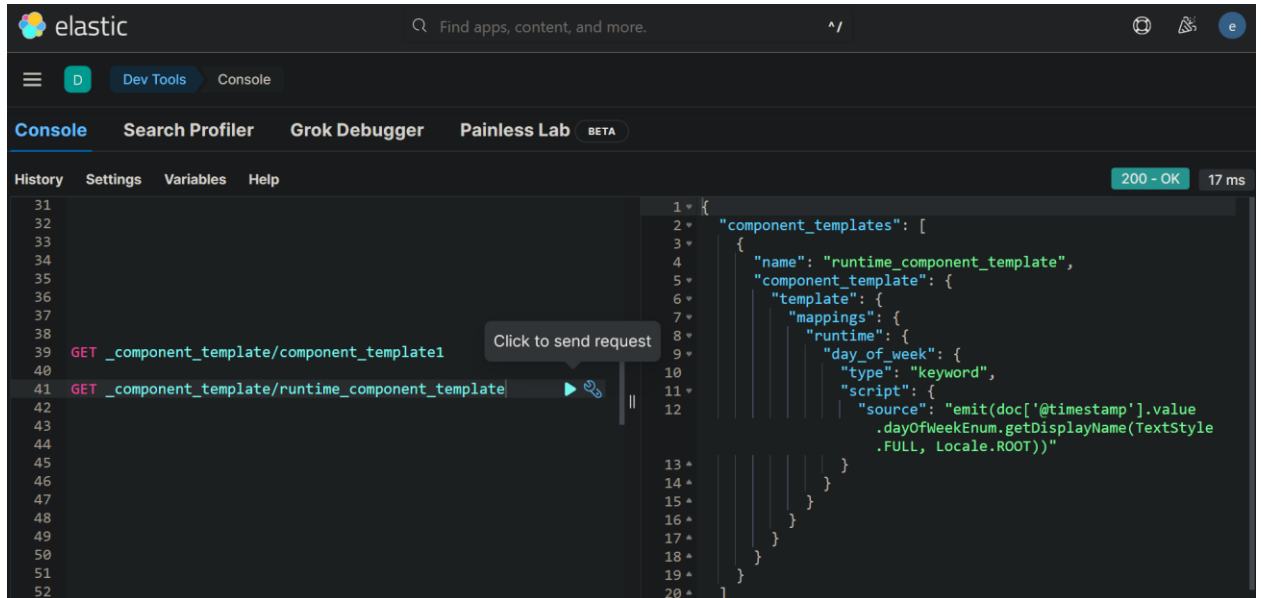 elastic
Find apps, content, and more.
^/
e
D
Dev Tools
Console
Console
Search Profiler
Grok Debugger
Painless Lab
BETA
History
Settings
Variables
Help
200 - OK
17 ms
31
32
33
34
35
36
37
38
Click to send request
39 GET _component_template/component_template1
40
41 GET _component_template/runtime_component_template
42
43
44
45
46
47
48
49
50
51
52
1 {
2 "component_templates": [
3 {
4 "name": "runtime_component_template",
5 "component_template": {
6 "template": {
7 "mappings": {
8 "runtime": {
9 "day_of_week": {
10 "type": "keyword",
11 "script": {
12 "source": "emit(doc['@timestamp'].value
.dayOfWeekEnum.getDisplayName(TextStyle
.FULL, Locale.ROOT))"
13 }
14 }
15 }
16 }
17 }
18 }
19 }
20 ]